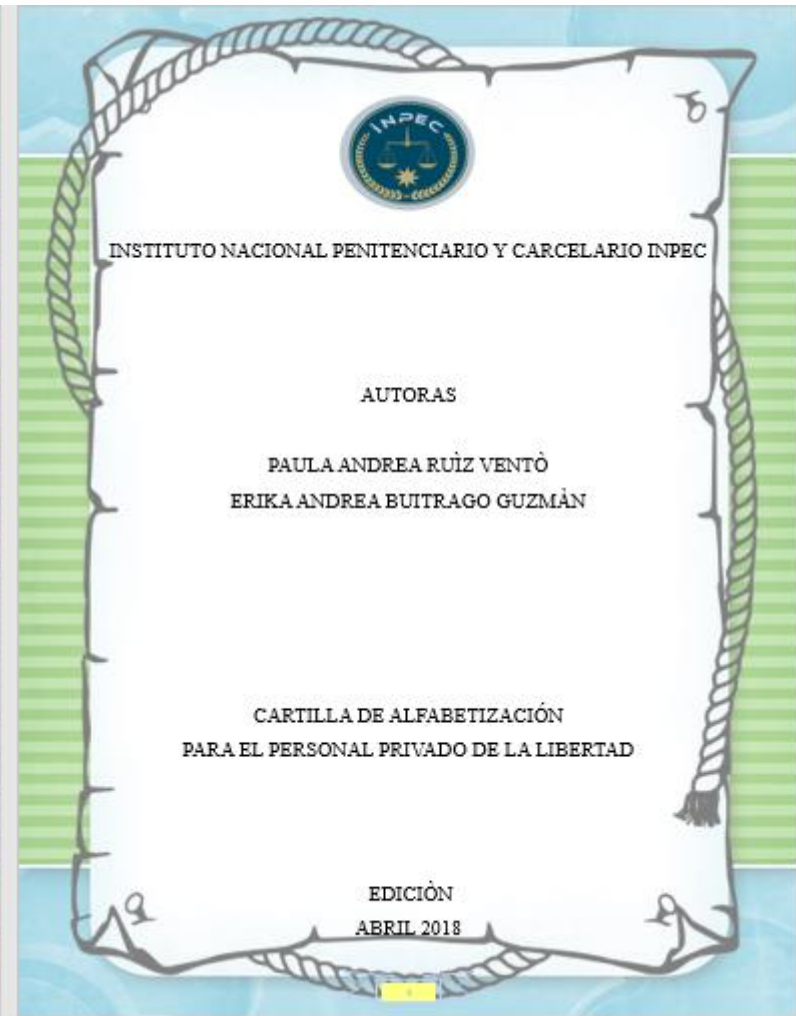 INPEC
INSTITUTO NACIONAL PENITENCIARIO Y CARCELARIO INPEC
AUTORAS
PAULA ANDREA RUÌZ VENTÒ
ERIKA ANDREA BUITRAGO GUZMÀN
CARTILLA DE ALFABETIZACIÓN
PARA EL PERSONAL PRIVADO DE LA LIBERTAD
EDICIÒN
ABRIL 2018